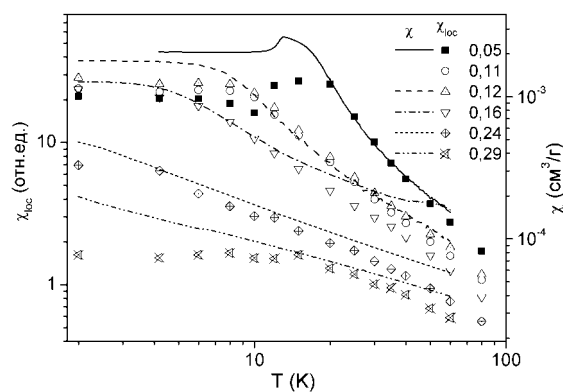 χ χloc
0,05
0,11
0,12
0,16
0,24
0,29
10
1
10⁻³
10⁻⁴
10 100
χloc (отн.ед.)
χ (см³/г)
T (K)